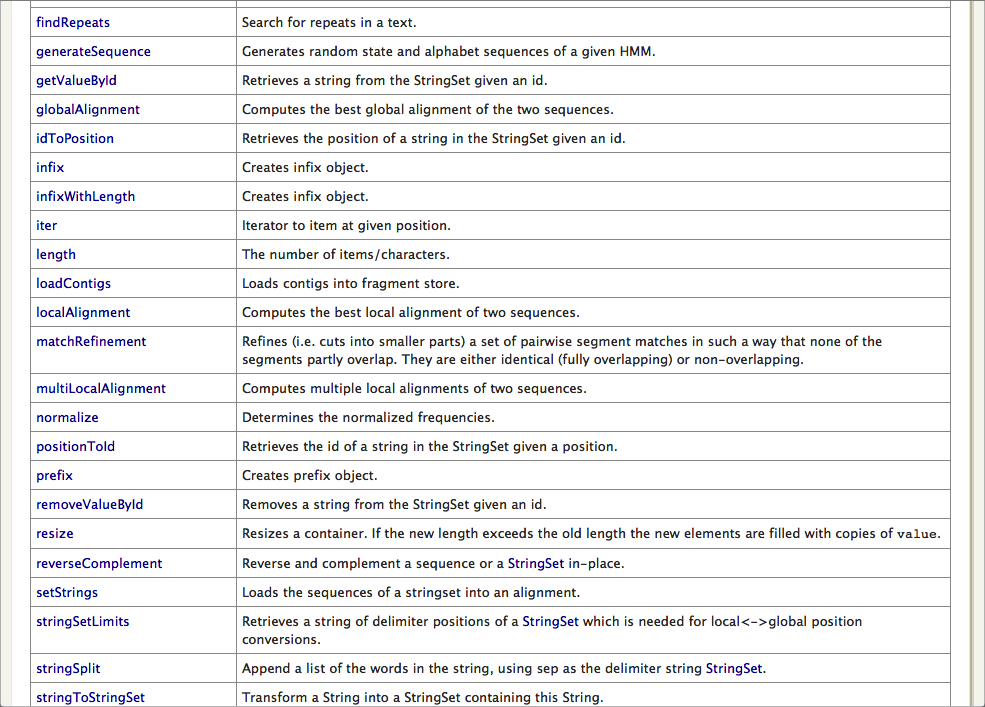 findRepeats Search for repeats in a text.
generateSequence Generates random state and alphabet sequences of a given HMM.
getValueById Retrieves a string from the StringSet given an id.
globalAlignment Computes the best global alignment of the two sequences.
idToPosition Retrieves the position of a string in the StringSet given an id.
infix Creates infix object.
infixWithLength Creates infix object.
iter Iterator to item at given position.
length The number of items/characters.
loadContigs Loads contigs into fragment store.
localAlignment Computes the best local alignment of two sequences.
matchRefinement Refines (i.e. cuts into smaller parts) a set of pairwise segment matches in such a way that none of the
segments partly overlap. They are either identical (fully overlapping) or non-overlapping.
multiLocalAlignment Computes multiple local alignments of two sequences.
normalize Determines the normalized frequencies.
positionToId Retrieves the id of a string in the StringSet given a position.
prefix Creates prefix object.
removeValueById Removes a string from the StringSet given an id.
resize Resizes a container. If the new length exceeds the old length the new elements are filled with copies of value.
reverseComplement Reverse and complement a sequence or a StringSet in-place.
setStrings Loads the sequences of a stringset into an alignment.
stringSetLimits Retrieves a string of delimiter positions of a StringSet which is needed for local<->global position
conversions.
stringSplit Append a list of the words in the string, using sep as the delimiter string StringSet.
stringToStringSet Transform a String into a StringSet containing this String.